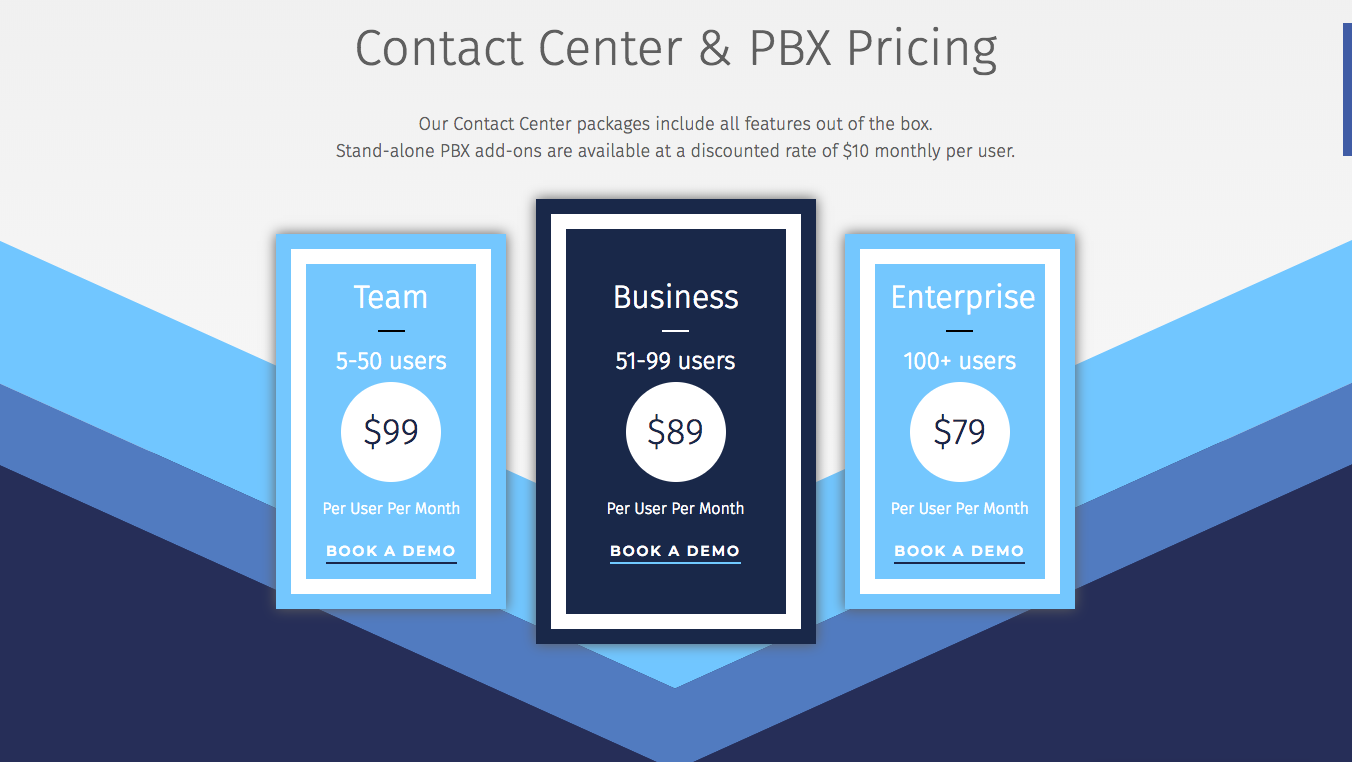 Contact Center & PBX Pricing
Our Contact Center packages include all features out of the box.
Stand-alone PBX add-ons are available at a discounted rate of $10 monthly per user.
Team
5-50 users
$99
Per User Per Month
BOOK A DEMO
Business
51-99 users
$89
Per User Per Month
BOOK A DEMO
Enterprise
100+ users
$79
Per User Per Month
BOOK A DEMO